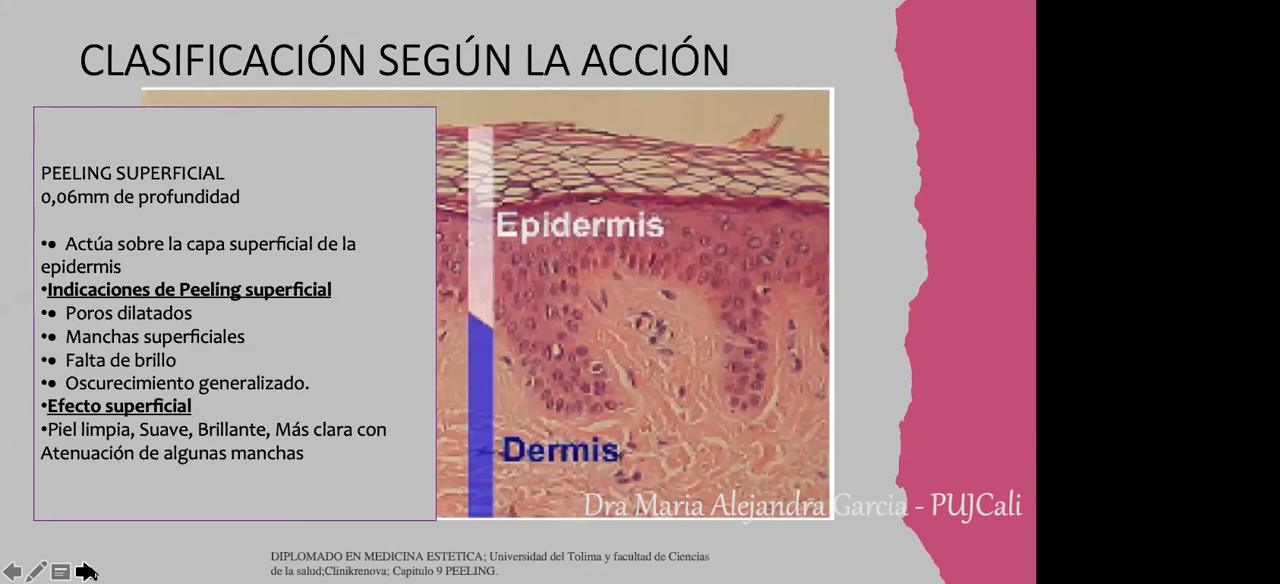 CLASIFICACIÓN SEGÚN LA ACCIÓN
PEELING SUPERFICIAL
0,06mm de profundidad
•• Actúa sobre la capa superficial de la
epidermis
•Indicaciones de Peeling superficial
•• Poros dilatados
•• Manchas superficiales
•• Falta de brillo
•• Oscurecimiento generalizado.
•Efecto superficial
•Piel limpia, Suave, Brillante, Más clara con
Atenuación de algunas manchas
Epidermis
Dermis
Dra Maria Alejandra Garcia - PUJCali
DIPLOMADO EN MEDICINA ESTETICA; Universidad del Tolima y facultad de Ciencias
de la salud;Clinikrenova; Capitulo 9 PEELING.